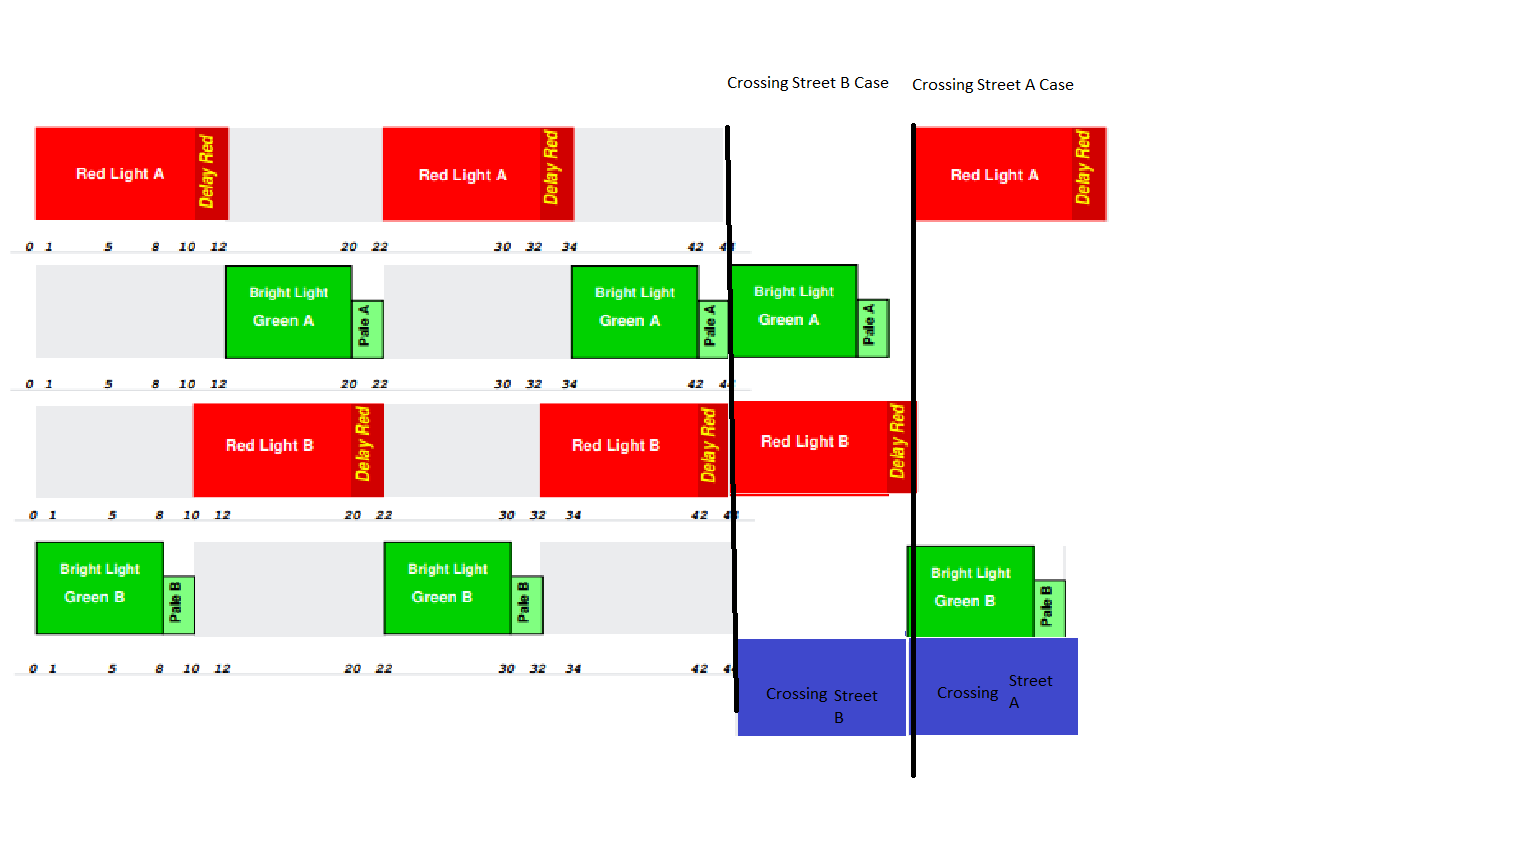 Crossing Street B Case
Crossing Street A Case
Red Light A
Delay Red
Red Light A
Delay Red
Red Light A
Delay Red
0 1 5 8 10 12 20 22 30 32 34 42 44
Bright Light
Green A
Pale A
Bright Light
Green A
Pale A
Bright Light
Green A
Pale A
0 1 5 8 10 12 20 22 30 32 34 42 44
Red Light B
Delay Red
Red Light B
Delay Red
Red Light B
Delay Red
0 1 5 8 10 12 20 22 30 32 34 42 44
Bright Light
Green B
Pale B
Bright Light
Green B
Pale B
Bright Light
Green B
Pale B
0 1 5 8 10 12 20 22 30 32 34 42
Crossing Street
B
Crossing Street
A